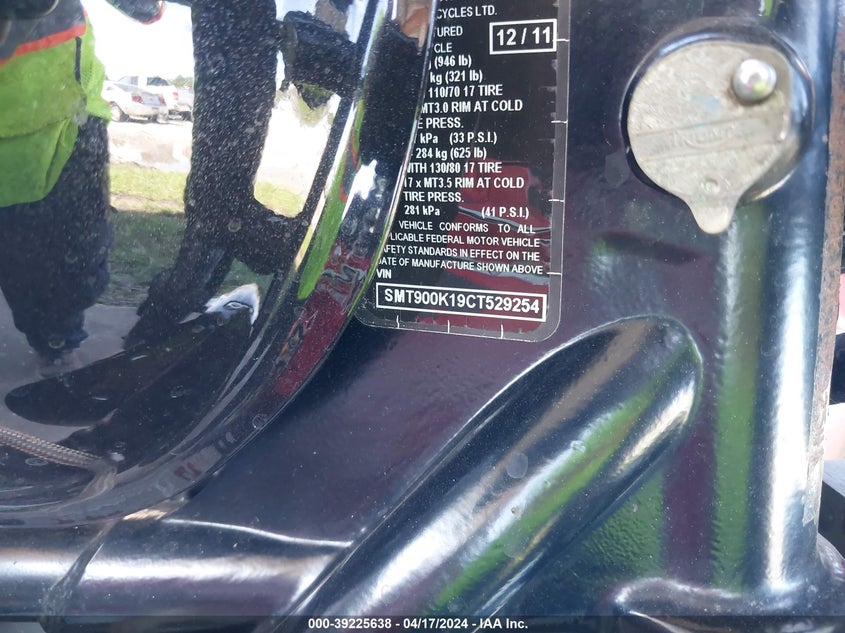 CYCLES LTD.
TURED 12 / 11
CLE
(946 lb)
kg (321 lb)
110/70 17 TIRE
MT3.0 RIM AT COLD
E PRESS.
kPa (33 P.S.I.)
284 kg (625 lb)
ITH 130/80 17 TIRE
17 x MT3.5 RIM AT COLD
TIRE PRESS.
281 kPa (41 P.S.I.)
VEHICLE CONFORMS TO ALL
PLICABLE FEDERAL MOTOR VEHICLE
AFETY STANDARDS IN EFFECT ON THE
DATE OF MANUFACTURE SHOWN ABOVE
VIN
SMT900K19CT529254
000-39225638 - 04/17/2024 - IAA Inc.